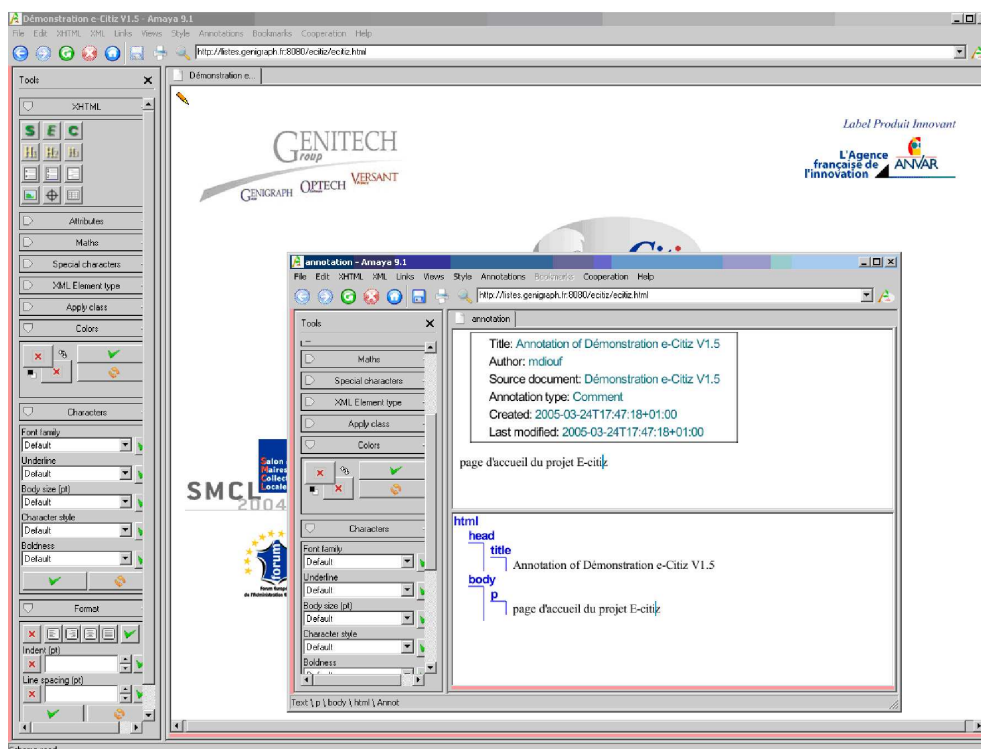 Démonstration e-Citiz V1.5 - Amaya 9.1
File Edit XHTML XML Links Views Style Annotations Bookmarks Cooperation Help
http://listes.genigraph.fr:8080/ecitiz/ecitiz.html
Tools
XHTML
S E C
H1 H2 H3
Attributes
Maths
Special characters
XML Element type
Apply class
Colors
Characters
Font family
Default
Underline
Default
Body size (pt)
Default
Character style
Default
Boldness
Default
Format
Indent (pt)
Line spacing (pt)
Démonstration e...
GENITECH
Group
GENIGRAPH OPTECH VERSANT
Label Produit Innovant
L'Agence
française de
l'innovation
ANVAR
SMCL
2004
forum
annotation - Amaya 9.1
File Edit XHTML XML Links Views Style Annotations Bookmarks Cooperation Help
http://listes.genigraph.fr:8080/ecitiz/ecitiz.html
Tools
Maths
Special characters
XML Element type
Apply class
Colors
Characters
Font family
Default
Underline
Default
Body size (pt)
Default
Character style
Default
Boldness
annotation
Title: Annotation of Démonstration e-Citiz V1.5
Author: mdiouf
Source document: Démonstration e-Citiz V1.5
Annotation type: Comment
Created: 2005-03-24T17:47:18+01:00
Last modified: 2005-03-24T17:47:18+01:00
page d'accueil du projet E-citiz
html
head
title
Annotation of Démonstration e-Citiz V1.5
body
p
page d'accueil du projet E-citiz
Text \ p \ body \ html \ Annot